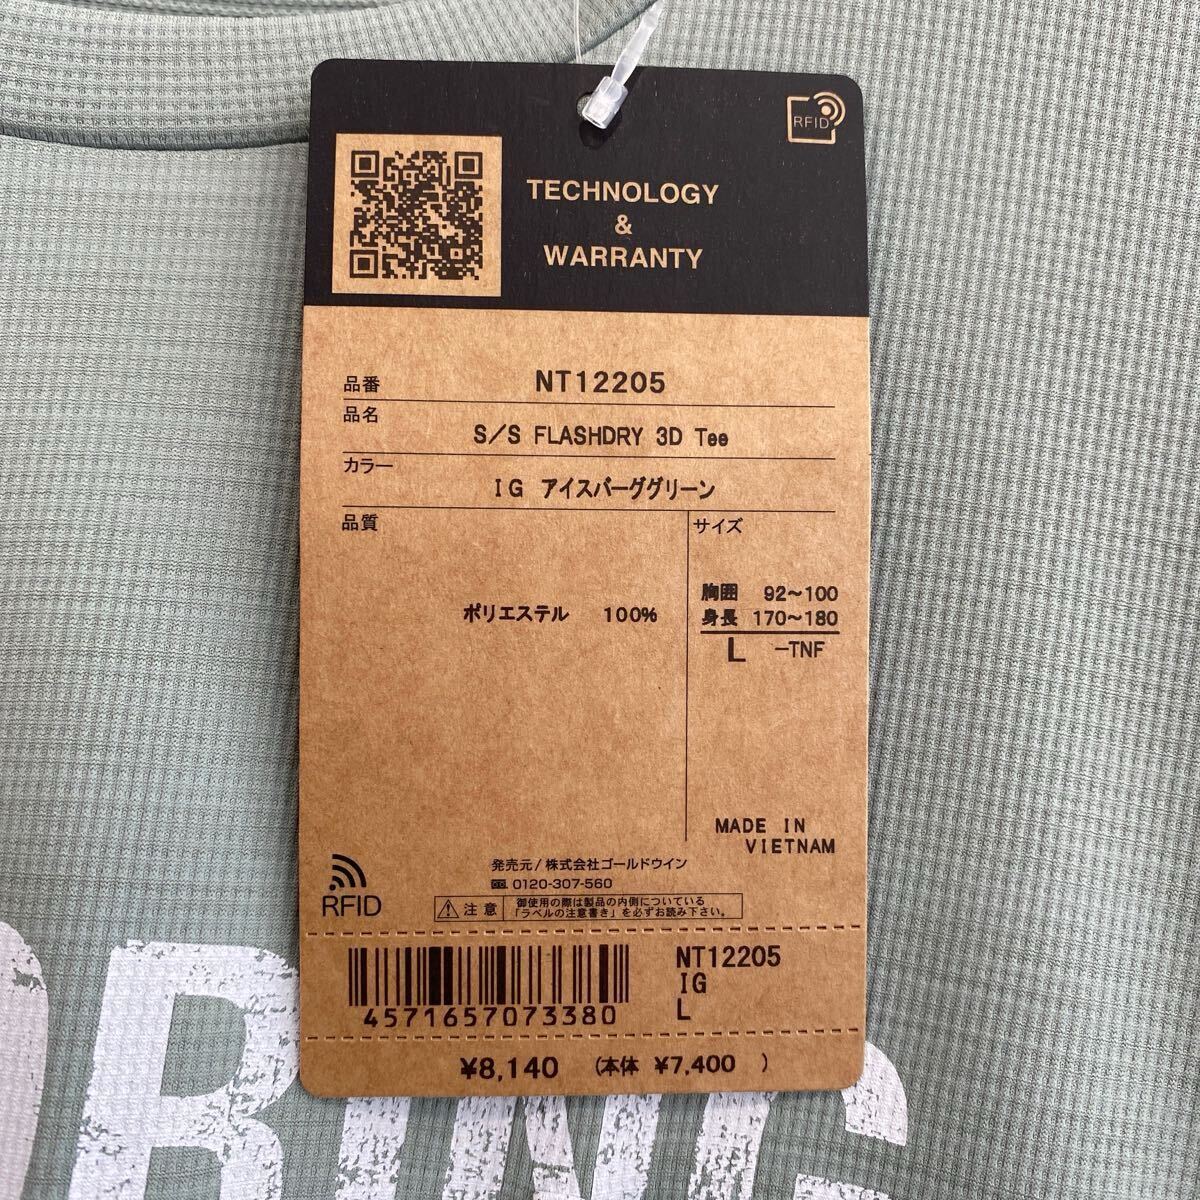 RFID
TECHNOLOGY
&
WARRANTY
品番 NT12205
品名
S/S FLASHDRY 3D Tee
カラー
IG アイスバーググリーン
品質
ポリエステル 100%
サイズ
胸囲 92～100
身長 170～180
L -TNF
MADE IN
VIETNAM
発売元/株式会社ゴールドウイン
0120-307-560
RFID
注意
御使用の際は製品の内側についている
「ラベルの注意書き」を必ずお読み下さい。
4571657073380
NT12205
IG
L
¥8,140 (本体 ¥7,400 )
ORING